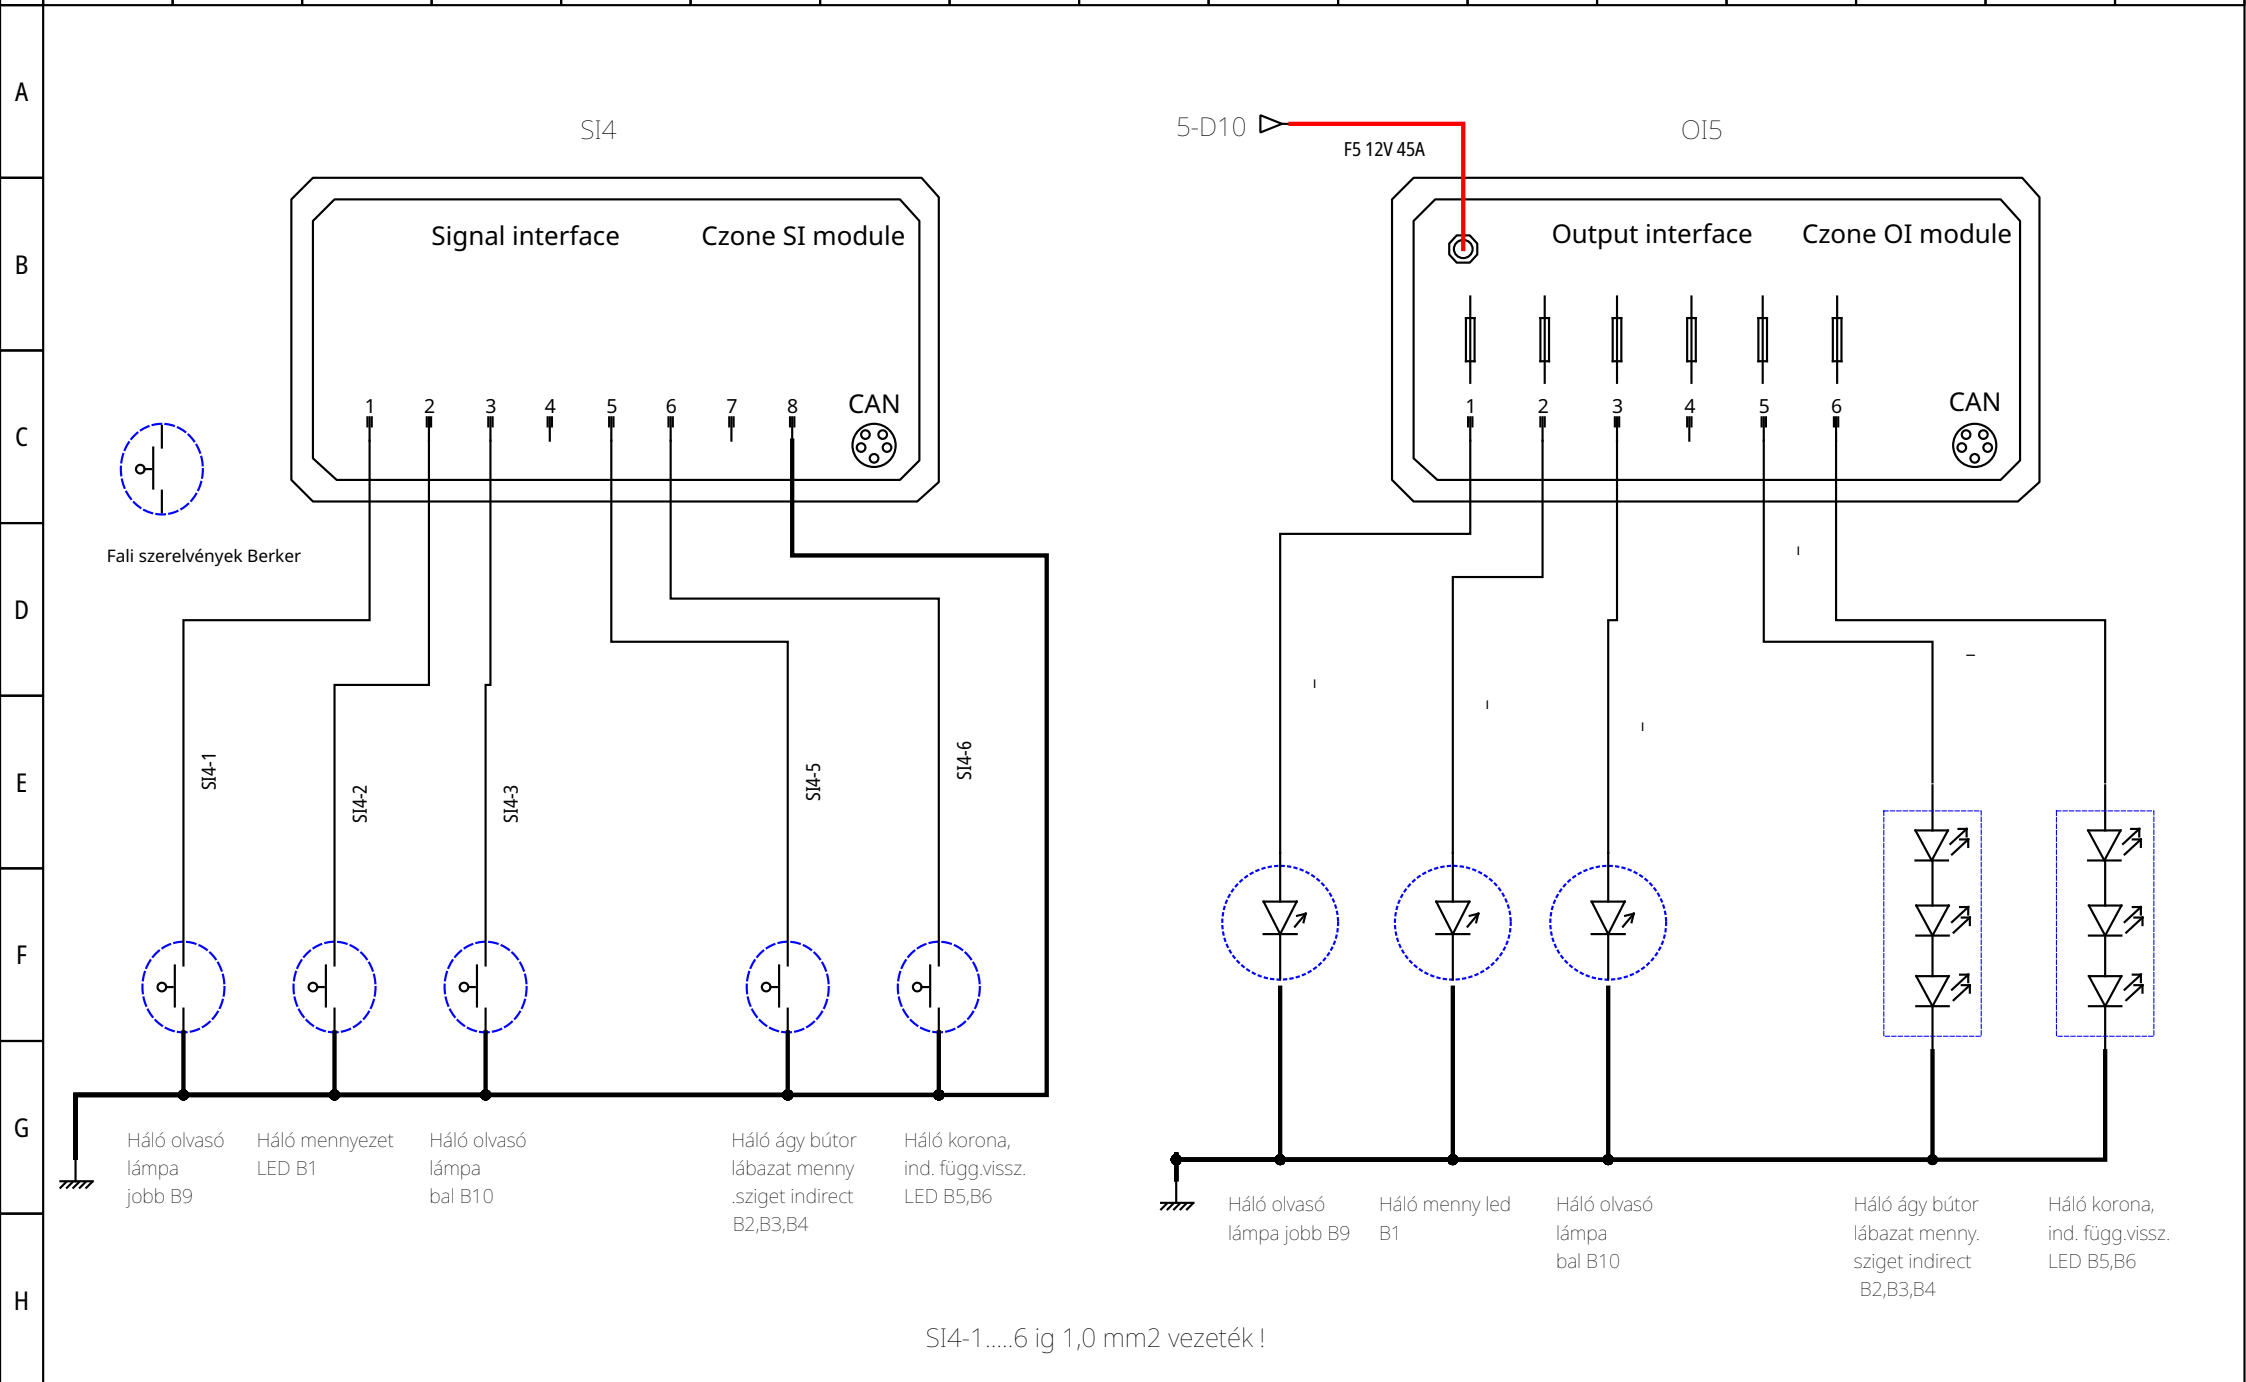 A
B
C
D
E
F
G
H
SI4
5-D10
F5 12V 45A
OI5
Signal interface
Czone SI module
Output interface
Czone OI module
1
2
3
4
5
6
7
8
CAN
1
2
3
4
5
6
CAN
Fali szerelvények Berker
SI4-1
SI4-2
SI4-3
SI4-5
SI4-6
Háló olvasó
lámpa
jobb B9
Háló mennyezet
LED B1
Háló olvasó
lámpa
bal B10
Háló ágy bútor
lábazat menny
.sziget indirect
B2,B3,B4
Háló korona,
ind. függ.vissz.
LED B5,B6
Háló olvasó
lámpa jobb B9
Háló menny led
B1
Háló olvasó
lámpa
bal B10
Háló ágy bútor
lábazat menny.
sziget indirect
B2,B3,B4
Háló korona,
ind. függ.vissz.
LED B5,B6
SI4-1.....6 ig 1,0 mm2 vezeték !